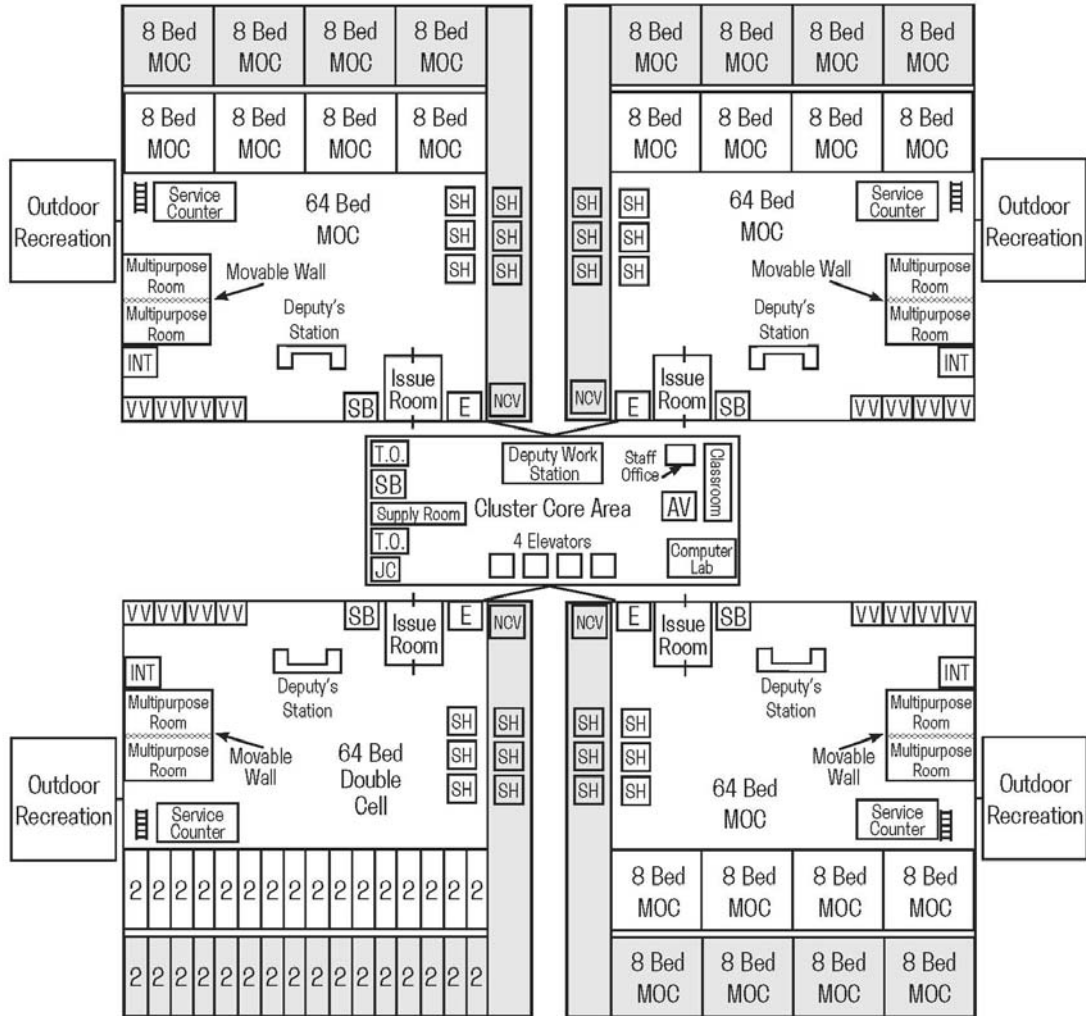 8 Bed 8 Bed 8 Bed 8 Bed
MOC MOC MOC MOC
8 Bed 8 Bed 8 Bed 8 Bed
MOC MOC MOC MOC
Outdoor
Recreation
Service
Counter
64 Bed
MOC
SH SH
SH SH
SH SH
Multipurpose
Room
Multipurpose
Room
Movable Wall
Deputy's
Station
INT
VV VV VV VV
SB
Issue
Room
E
NCV
8 Bed 8 Bed 8 Bed 8 Bed
MOC MOC MOC MOC
8 Bed 8 Bed 8 Bed 8 Bed
MOC MOC MOC MOC
SH SH
SH SH
SH SH
64 Bed
MOC
Service
Counter
Outdoor
Recreation
Movable Wall
Multipurpose
Room
Multipurpose
Room
Deputy's
Station
INT
NCV
E
Issue
Room
SB
VV VV VV VV
T.O.
SB
Supply Room
T.O.
JC
Deputy Work
Station
Cluster Core Area
4 Elevators
Staff
Office
AV
Classroom
Computer
Lab
VV VV VV VV
SB
Issue
Room
E
NCV
INT
Deputy's
Station
Multipurpose
Room
Multipurpose
Room
Movable
Wall
64 Bed
Double
Cell
SH SH
SH SH
SH SH
Outdoor
Recreation
Service
Counter
2 2 2 2 2 2 2 2 2 2 2 2 2 2 2 2
2 2 2 2 2 2 2 2 2 2 2 2 2 2 2 2
NCV
E
Issue
Room
SB
VV VV VV VV
INT
Deputy's
Station
Multipurpose
Room
Multipurpose
Room
Movable
Wall
SH SH
SH SH
SH SH
64 Bed
MOC
Service
Counter
Outdoor
Recreation
8 Bed 8 Bed 8 Bed 8 Bed
MOC MOC MOC MOC
8 Bed 8 Bed 8 Bed 8 Bed
MOC MOC MOC MOC